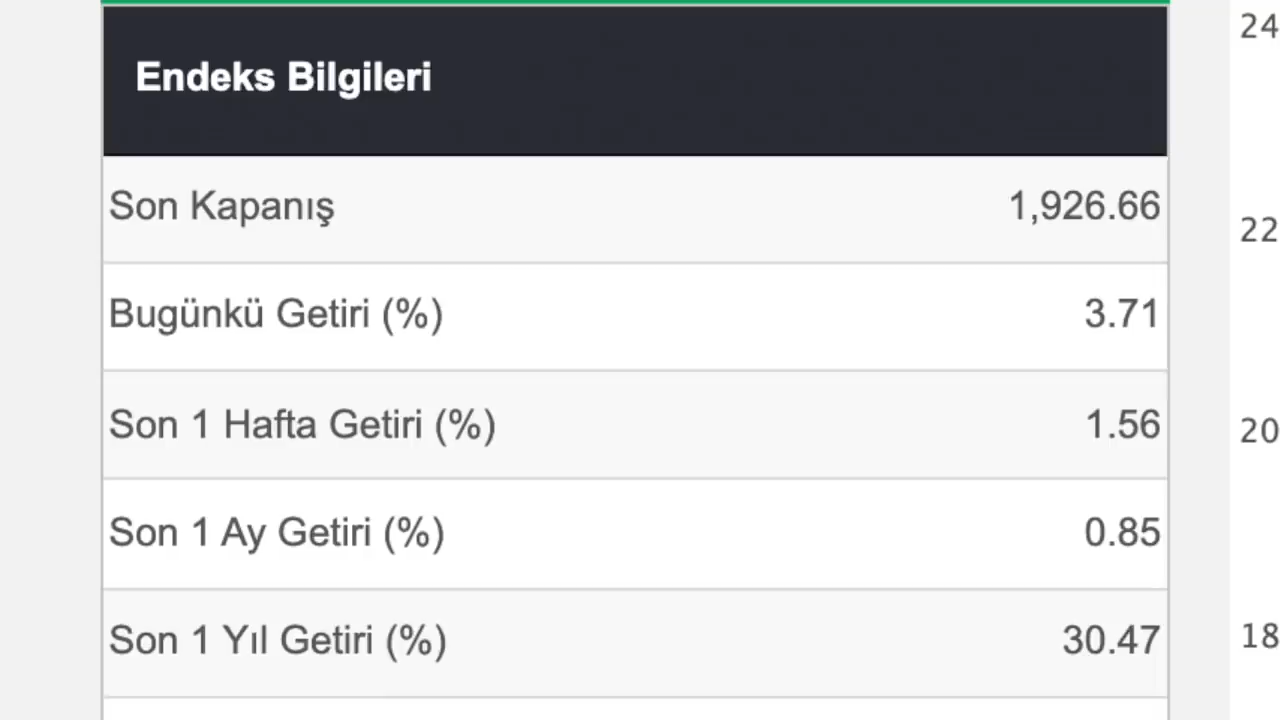 Endeks Bilgileri
Son Kapanış 1,926.66
Bugünkü Getiri (%) 3.71
Son 1 Hafta Getiri (%) 1.56
Son 1 Ay Getiri (%) 0.85
Son 1 Yıl Getiri (%) 30.47
24
22
20
18